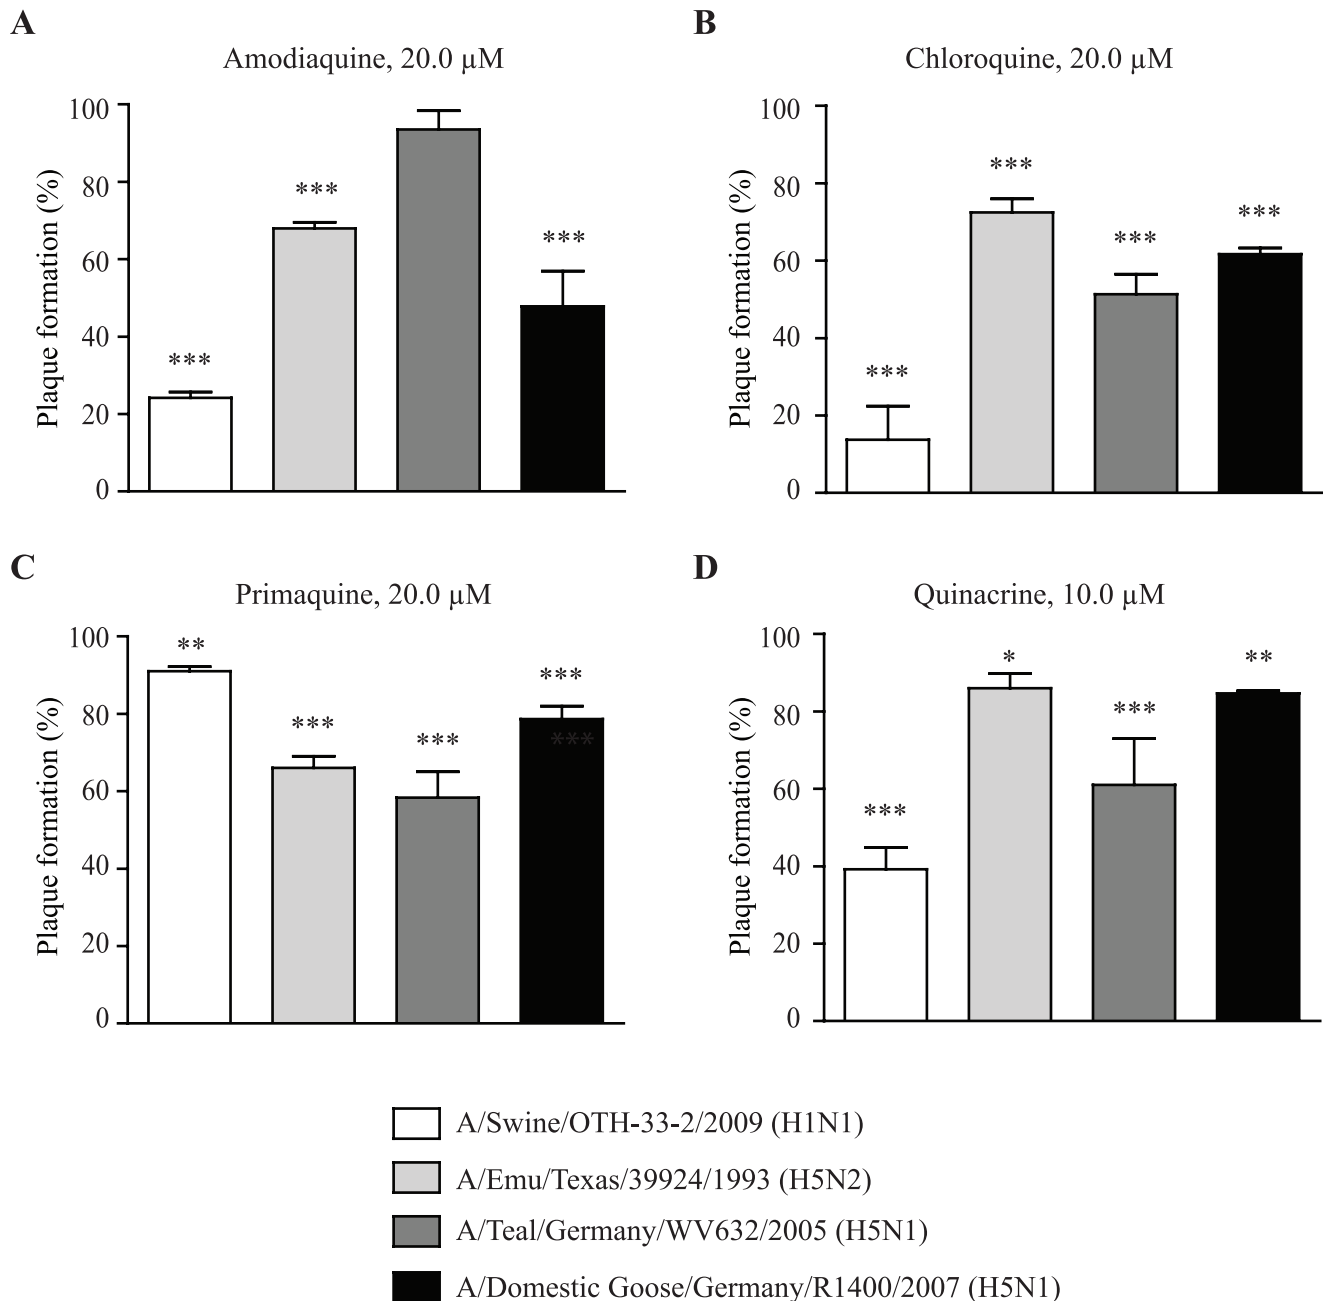 A
Amodiaquine, 20.0 µM
Plaque formation (%)
100
80
60
40
20
0
***
***
***
B
Chloroquine, 20.0 µM
Plaque formation (%)
100
80
60
40
20
0
***
***
***
***
C
Primaquine, 20.0 µM
Plaque formation (%)
100
80
60
40
20
0
**
***
***
***
***
D
Quinacrine, 10.0 µM
Plaque formation (%)
100
80
60
40
20
0
***
*
***
**
A/Swine/OTH-33-2/2009 (H1N1)
A/Emu/Texas/39924/1993 (H5N2)
A/Teal/Germany/WV632/2005 (H5N1)
A/Domestic Goose/Germany/R1400/2007 (H5N1)